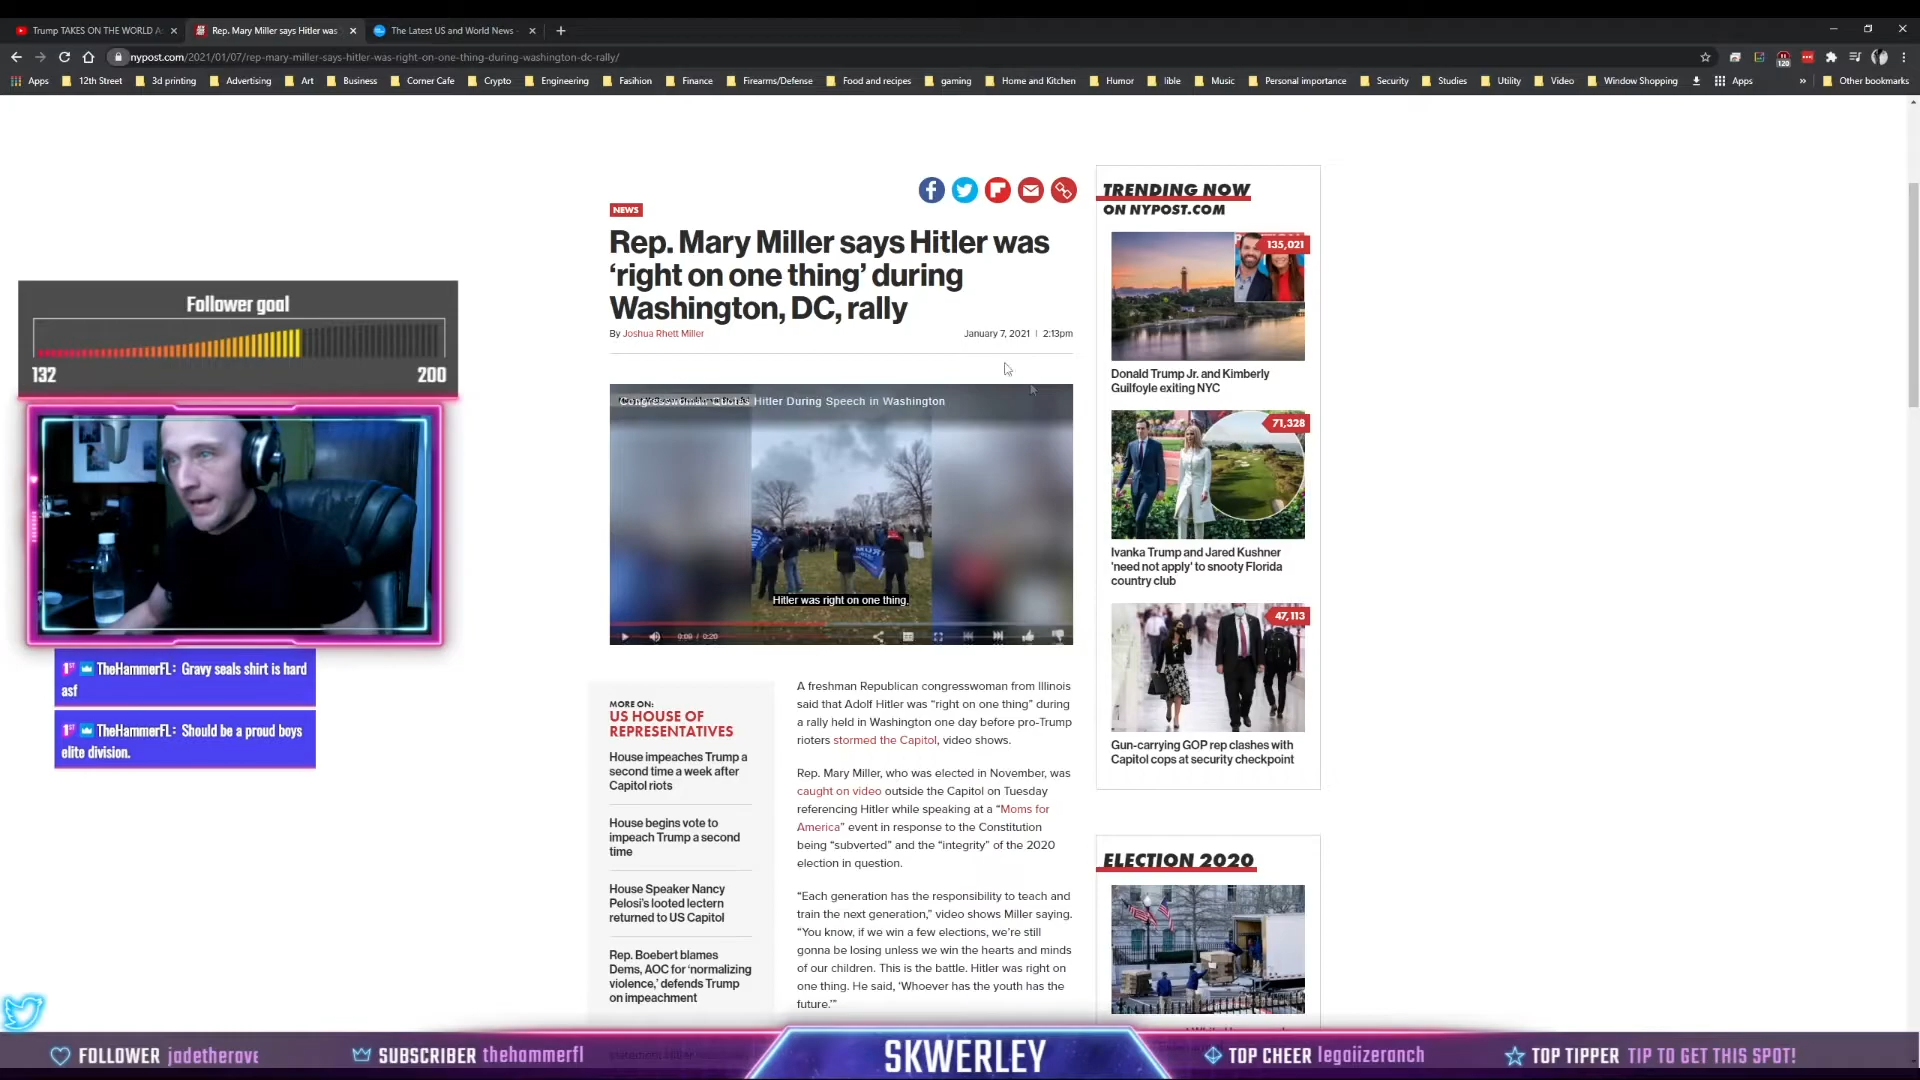 Trump TAKES ON THE WORLD A
Rep. Mary Miller says Hitler was
The Latest US and World News -
nypost.com/2021/01/07/rep-mary-miller-says-hitler-was-right-on-one-thing-during-washington-dc-rally/
120
Apps 12th Street 3d printing Advertising Art Business Corner Cafe Crypto Engineering Fasihion Finance Firearms/Defense Food and recipes gaming Home and Kitchen Humor lible Music Personal importance Security Studies Utility Video Window Shopping Apps » Other bookmarks
NEWS
Rep. Mary Miller says Hitler was
‘right on one thing’ during
Washington, DC, rally
By Joshua Rhett Miller
January 7, 2021 | 2:13pm
Congresswoman Quotes Hitler During Speech in Washington
Hitler was right on one thing.
0:09 / 0:20
TRENDING NOW
ON NYPOST.COM
135,021
Donald Trump Jr. and Kimberly
Guilfoyle exiting NYC
71,328
Ivanka Trump and Jared Kushner
'need not apply' to snooty Florida
country club
47,113
Gun-carrying GOP rep clashes with
Capitol cops at security checkpoint
ELECTION 2020
Follower goal
132
200
1ST TheHammerFL: Gravy seals shirt is hard
asf
1ST TheHammerFL: Should be a proud boys
elite division.
MORE ON:
US HOUSE OF
REPRESENTATIVES
House impeaches Trump a
second time a week after
Capitol riots
House begins vote to
impeach Trump a second
time
House Speaker Nancy
Pelosi's looted lectern
returned to US Capitol
Rep. Boebert blames
Dems, AOC for 'normalizing
violence,' defends Trump
on impeachment
A freshman Republican congresswoman from Illinois
said that Adolf Hitler was “right on one thing” during
a rally held in Washington one day before pro-Trump
rioters stormed the Capitol, video shows.
Rep. Mary Miller, who was elected in November, was
caught on video outside the Capitol on Tuesday
referencing Hitler while speaking at a “Moms for
America” event in response to the Constitution
being “subverted” and the “integrity” of the 2020
election in question.
“Each generation has the responsibility to teach and
train the next generation,” video shows Miller saying.
“You know, if we win a few elections, we’re still
gonna be losing unless we win the hearts and minds
of our children. This is the battle. Hitler was right on
one thing. He said, ‘Whoever has the youth has the
future.’”
FOLLOWER jadetherave
SUBSCRIBER thehammerfl
SKWERLEY
TOP CHEER legaiizeranch
TOP TIPPER TIP TO GET THIS SPOT!